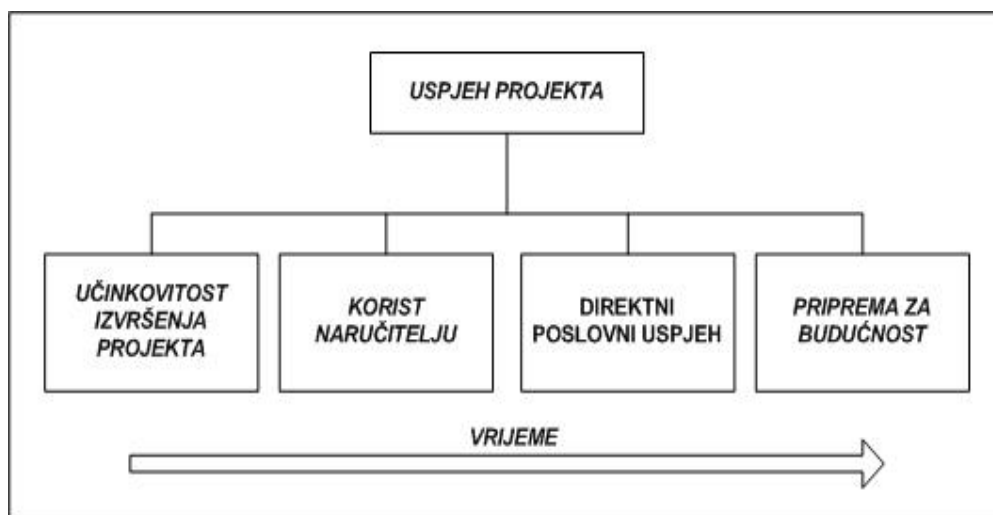 USPJEH PROJEKTA
UČINKOVITOST
IZVRŠENJA
PROJEKTA
KORIST
NARUČITELJU
DIREKTNI
POSLOVNI USPJEH
PRIPREMA ZA
BUDUĆNOST
VRIJEME